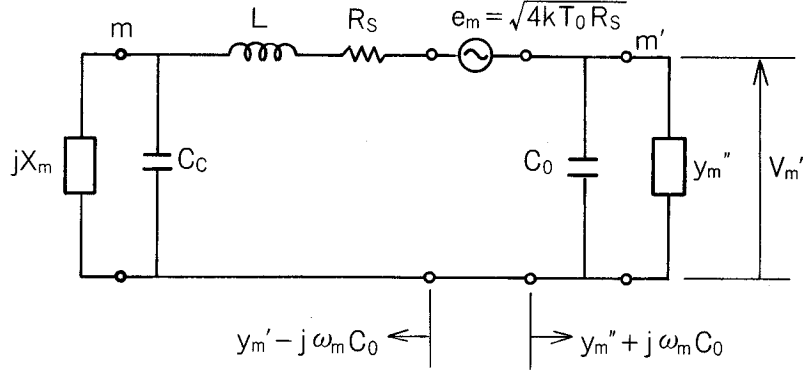 m L R_S e_m = √4kT_0R_S m′
jX_m C_C C_0 y_m″ V_m′
y_m′ − jω_mC_0 y_m″ + jω_mC_0